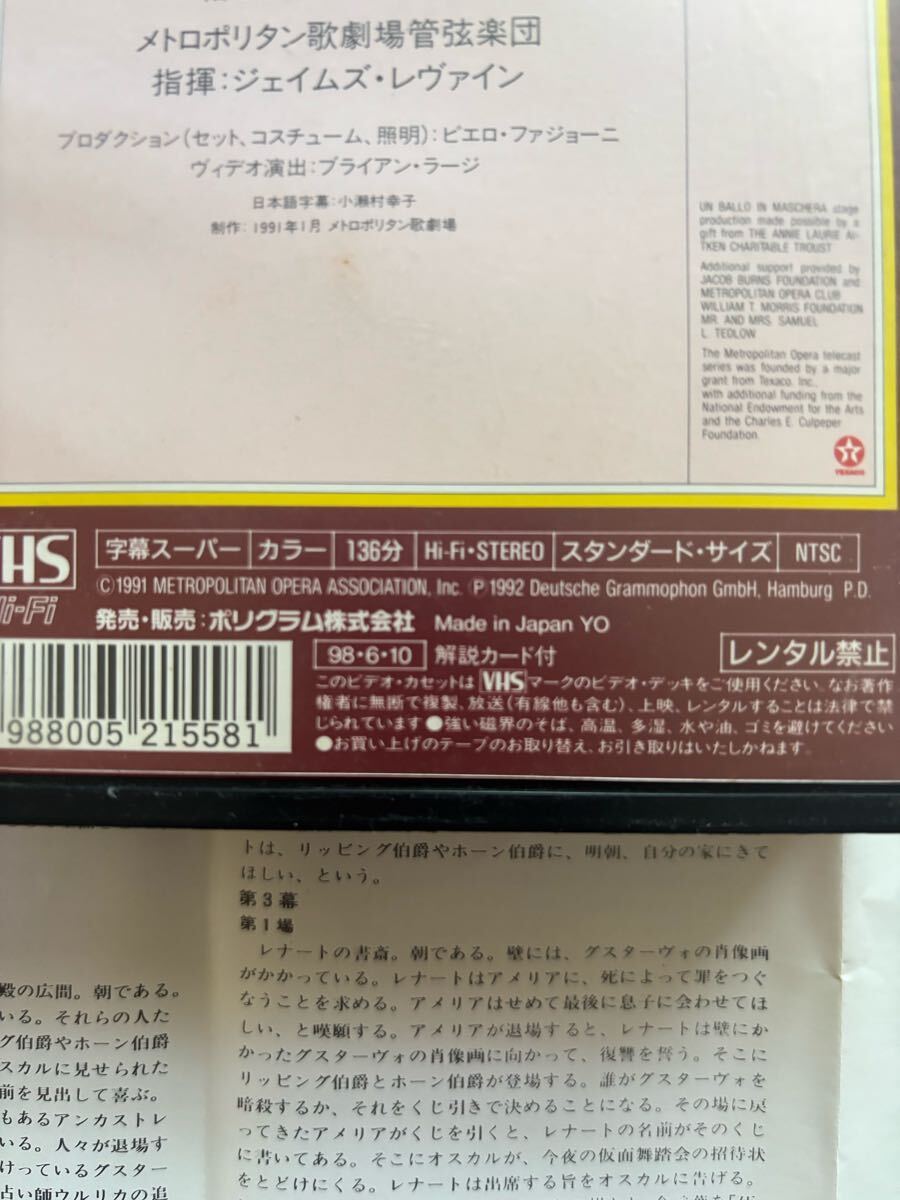 メトロポリタン歌劇場管弦楽団
指揮:ジェイムズ・レヴァイン
プロダクション(セット、コスチューム、照明):ピエロ・ファジョーニ
ヴィデオ演出:ブライアン・ラージ
日本語字幕:小瀬村幸子
制作:1991年1月 メトロポリタン歌劇場
UN BALLO IN MASCHERA stage
production made possible by a
gift from THE ANNIE LAURIE AI-
TKEN CHARITABLE TROUST
Additional support provided by
JACOB BURNS FOUNDATION and
METROPOLITAN OPERA CLUB
WILLIAM T. MORRIS FOUNDATION
MR. AND MRS. SAMUEL
L. TEDLOW
The Metropolitan Opera telecast
series was founded by a major
grant from Texaco, Inc.,
with additional funding from the
National Endowment for the Arts
and the Charles E. Culpeper
Foundation.
TEXACO
VHS
Hi-Fi
字幕スーパー カラー 136分 Hi-Fi・STEREO スタンダード・サイズ NTSC
©1991 METROPOLITAN OPERA ASSOCIATION, Inc. ℗1992 Deutsche Grammophon GmbH, Hamburg P.D.
発売・販売:ポリグラム株式会社 Made in Japan YO
98・6・10 解説カード付 レンタル禁止
このビデオ・カセットはVHSマークのビデオ・デッキをご使用ください。なお著作
権者に無断で複製、放送(有線他も含む)、上映、レンタルすることは法律で禁
じられています●強い磁界のそば、高温、多湿、水や油、ゴミを避けてください
●お買い上げのテープのお取り替え、お引き取りはいたしかねます。
988005 215581
トは、リッビング伯爵やホーン伯爵に、明朝、自分の家にきて
ほしい、という。
第3幕
第1場
レナートの書斎。朝である。壁には、グスターヴォの肖像画
がかかっている。レナートはアメリアに、死によって罪をつぐ
なうことを求める。アメリアはせめて最後に息子に会わせてほ
しい、と嘆願する。アメリアが退場すると、レナートは壁にか
かったグスターヴォの肖像画に向かって、復讐を誓う。そこに
リッビング伯爵とホーン伯爵が登場する。誰がグスターヴォを
暗殺するか、それをくじ引きで決めることになる。その場に戻
ってきたアメリアがくじを引くと、レナートの名前がそのくじ
に書いてある。そこにオスカルが、今夜の仮面舞踏会の招待状
をとどけにくる。レナートは出席する旨をオスカルに告げる。
殿の広間。朝である。
いる。それらの人た
グ伯爵やホーン伯爵
スカルに見せられた
前を見出して喜ぶ。
もあるアンカストレ
いる。人々が退場す
けっているグスター
占い師ウルリカの追